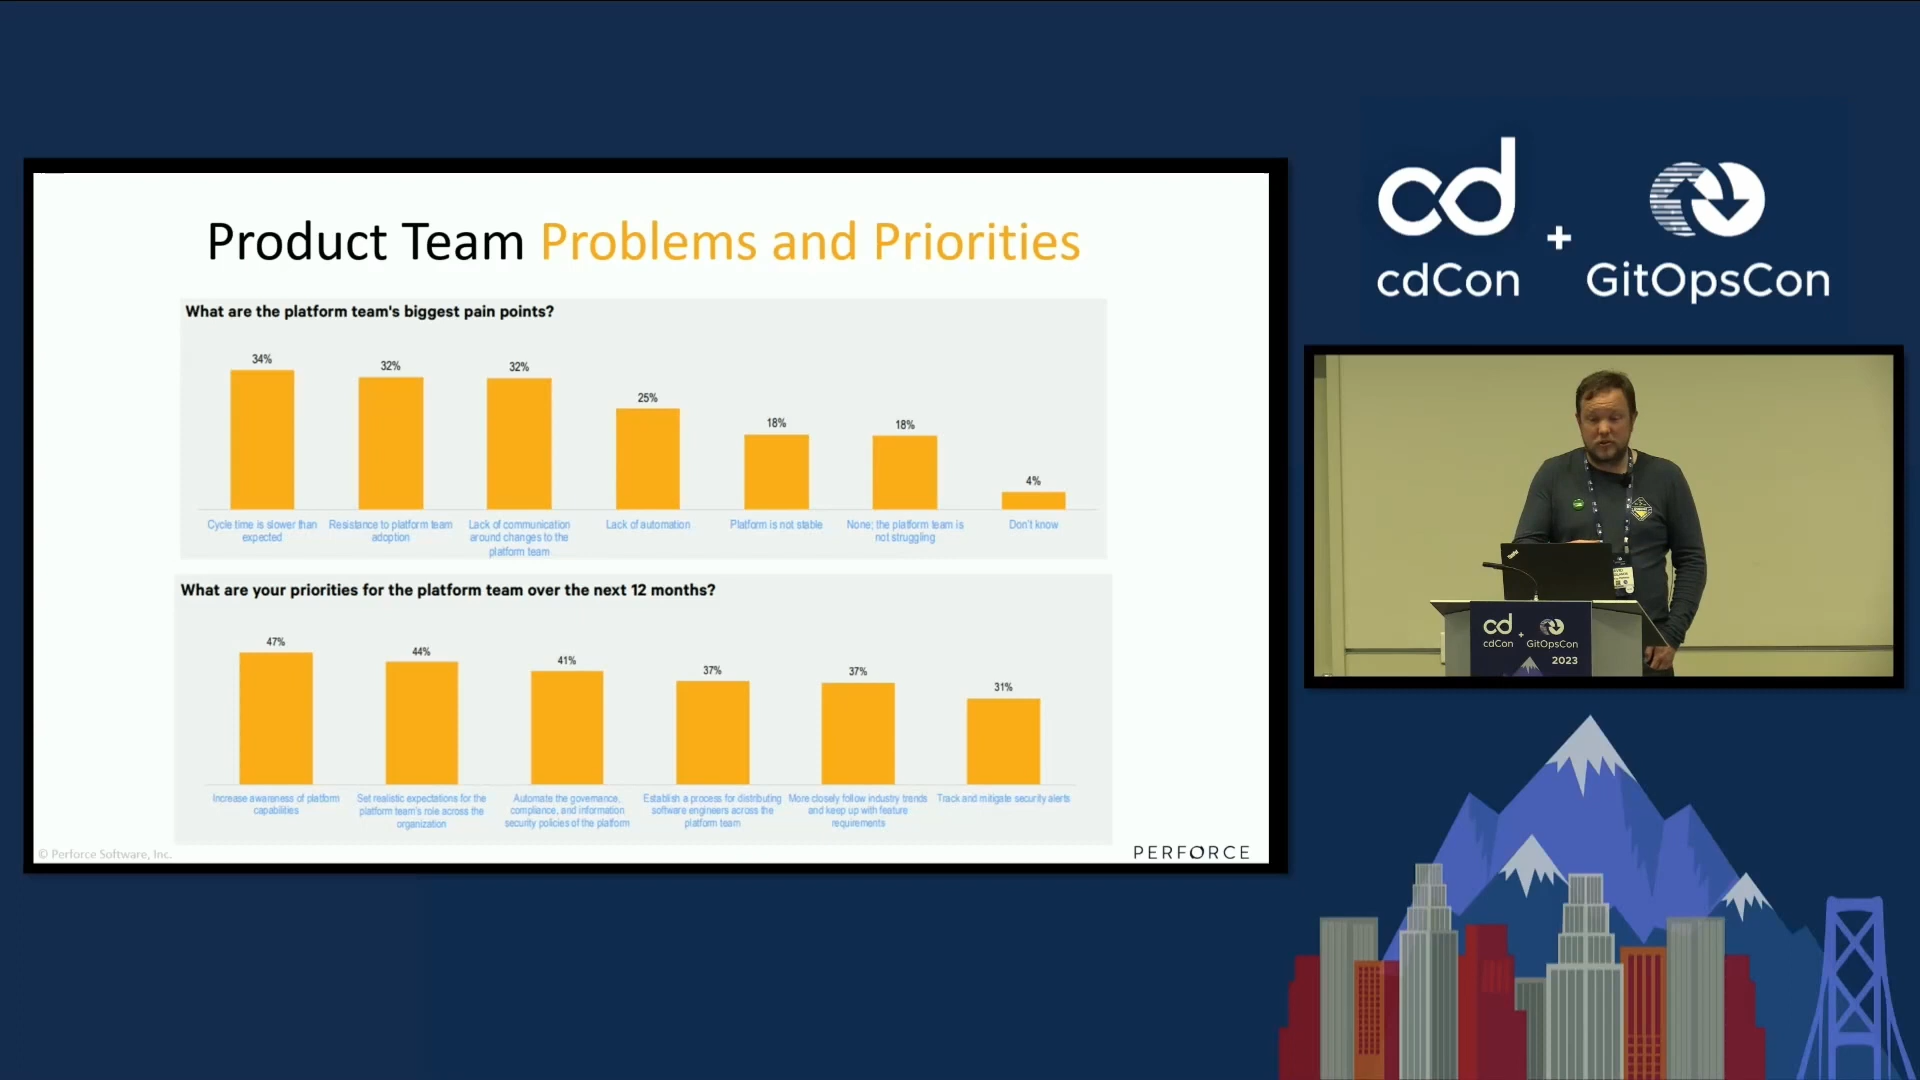 Product Team Problems and Priorities
What are the platform team's biggest pain points?
34%
32%
32%
25%
18%
18%
4%
Cycle time is slower than
expected
Resistance to platform team
adoption
Lack of communication
around changes to the
platform team
Lack of automation
Platform is not stable
None; the platform team is
not struggling
Don't know
What are your priorities for the platform team over the next 12 months?
47%
44%
41%
37%
37%
31%
Increase awareness of platform
capabilities
Set realistic expectations for the
platform team's role across the
organization
Automate the governance,
compliance, and information
security policies of the platform
Establish a process for distributing
software engineers across the
platform team
More closely follow industry trends
and keep up with feature
requirements
Track and mitigate security alerts
© Perforce Software, Inc.
PERFORCE
cd
cdCon
+
GitOpsCon
cd
cdCon
+
GitOpsCon
2023